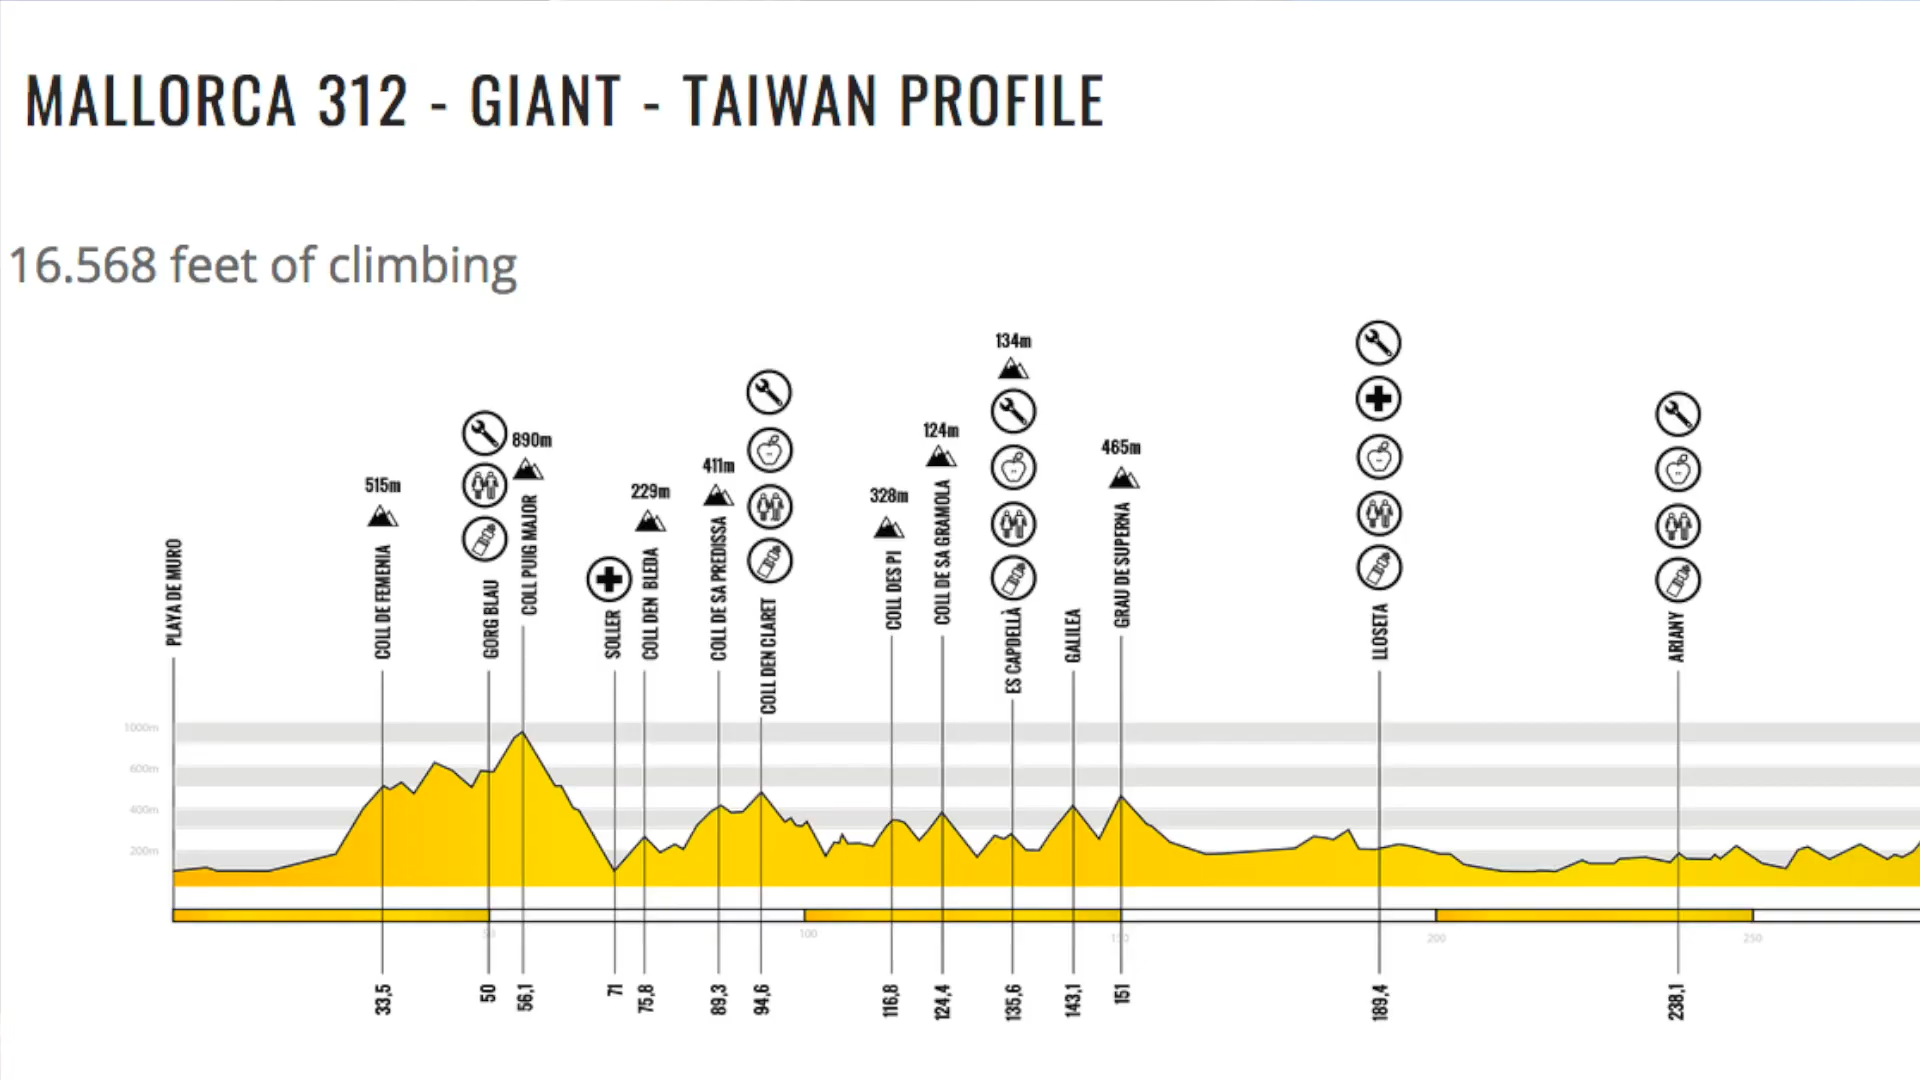 MALLORCA 312 - GIANT - TAIWAN PROFILE
16.568 feet of climbing
PLAYA DE MURO
515m
COLL DE FEMENIA
GORG BLAU
890m
COLL PUIG MAJOR
SOLLER
229m
COLL DEN BLEDA
411m
COLL DE SA PREDISSA
COLL DEN CLARET
328m
COLL DES PI
124m
COLL DE SA GRAMOLA
134m
ES CAPDELLÀ
GALILEA
465m
GRAU DE SUPERNA
LLOSETA
ARIANY
1000m
600m
400m
200m
50
100
150
200
250
33,5
50
56,1
71
75,8
89,3
94,6
116,8
124,4
135,6
143,1
151
189,4
238,1